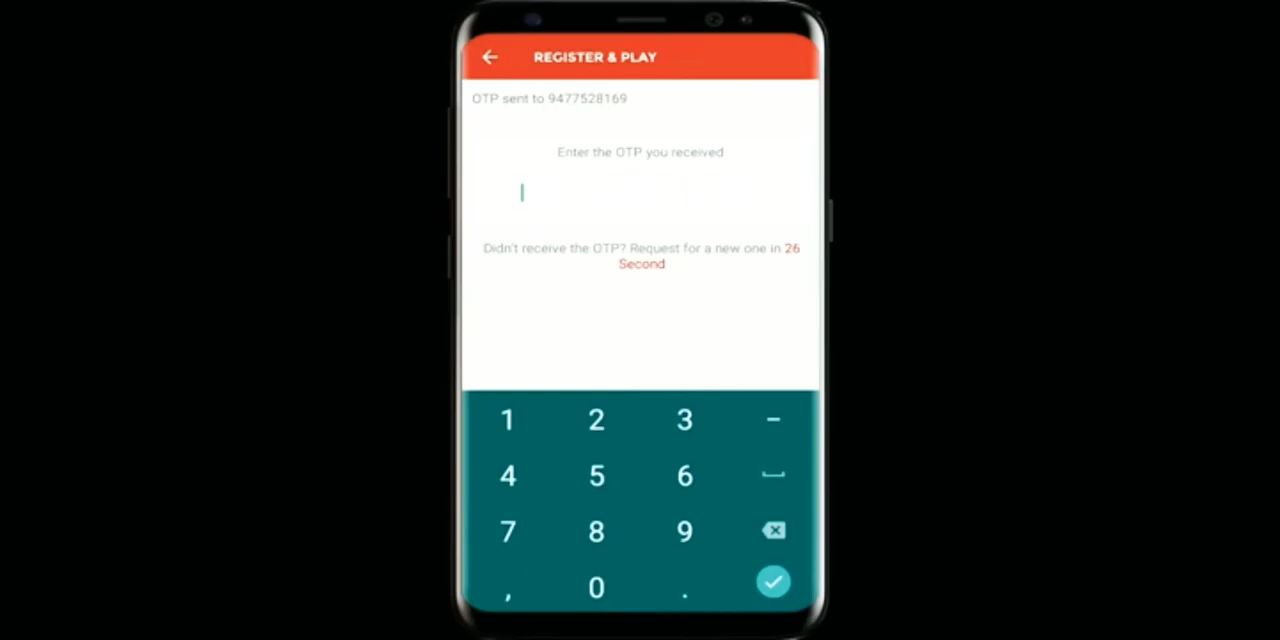 REGISTER & PLAY
OTP sent to 9477528169
Enter the OTP you received
Didn't receive the OTP? Request for a new one in 26
Second
1 2 3 –
4 5 6
7 8 9
, 0 .